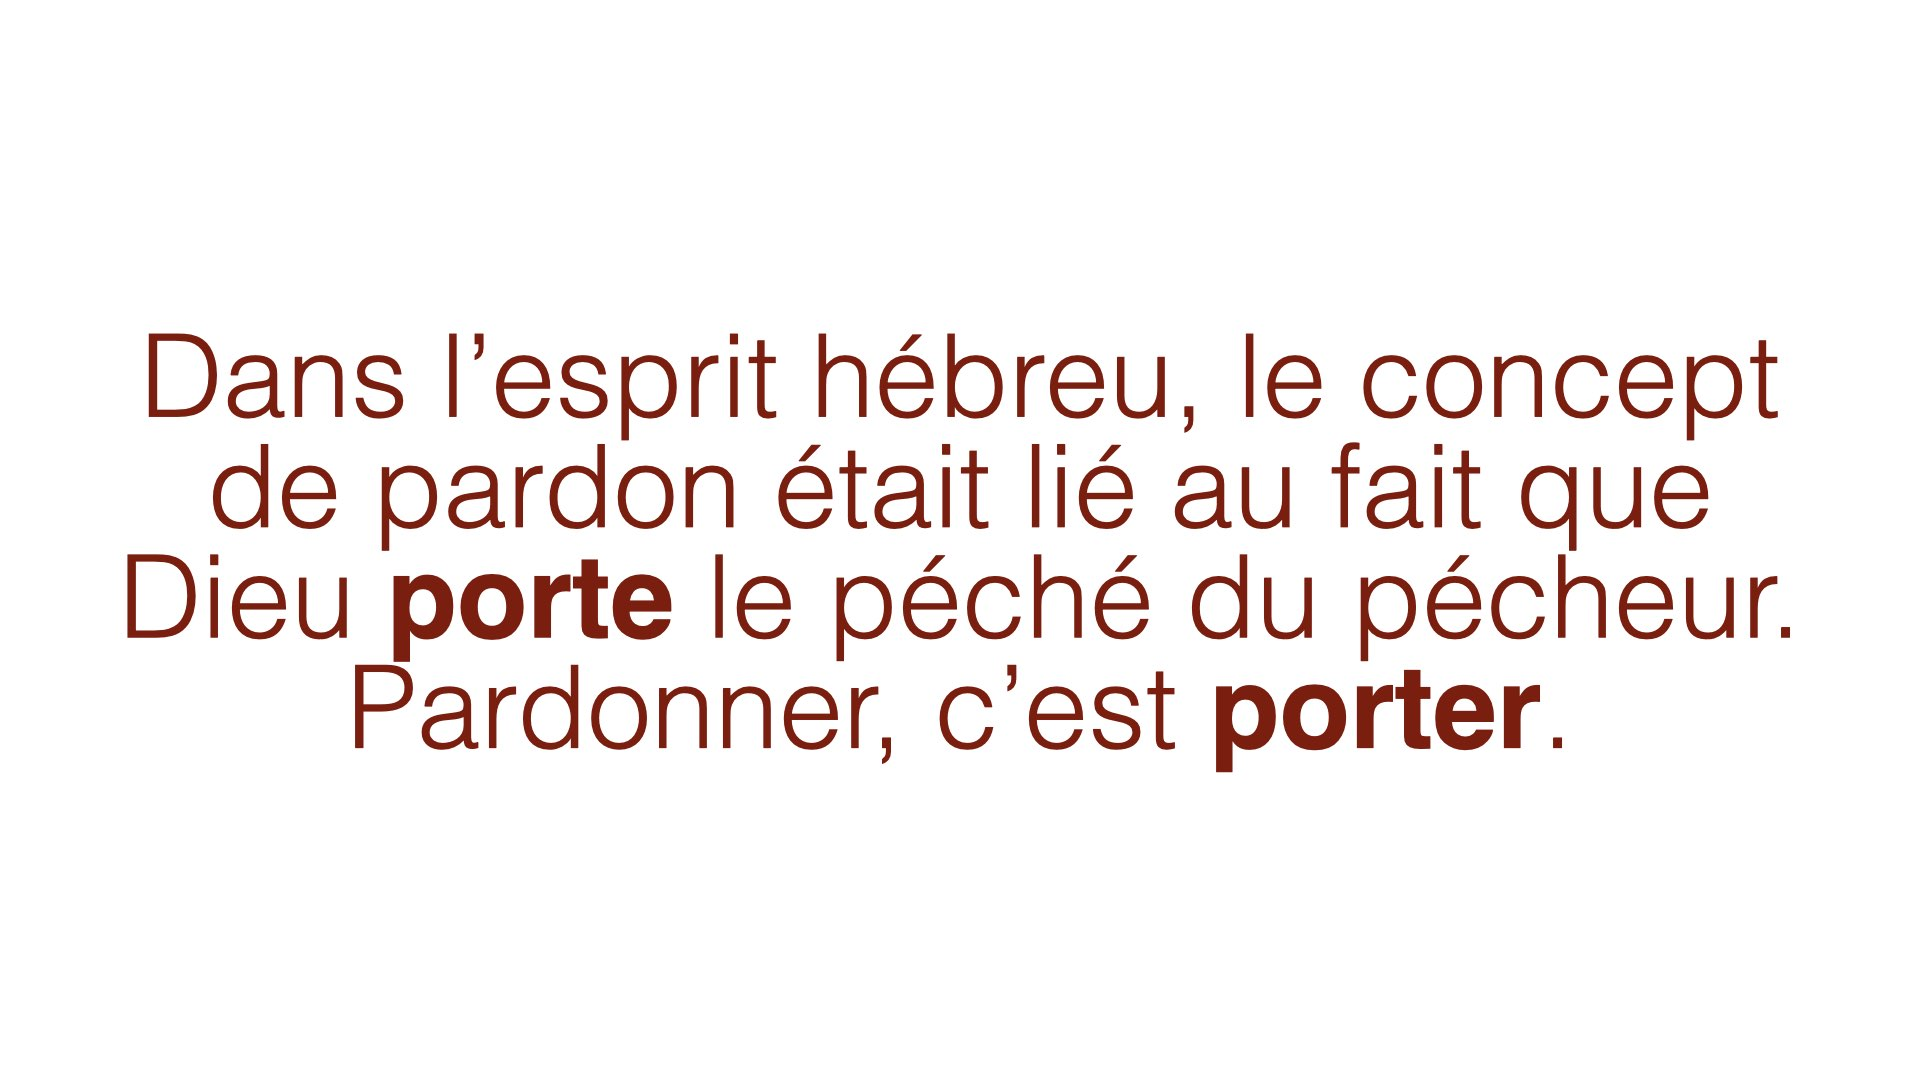 Dans l’esprit hébreu, le concept
de pardon était lié au fait que
Dieu porte le péché du pécheur.
Pardonner, c’est porter.